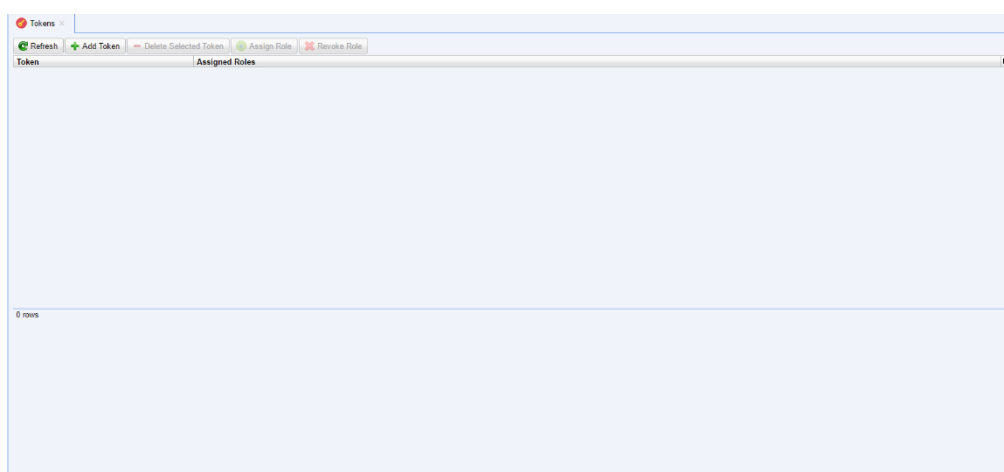 Tokens
Refresh Add Token Delete Selected Token Assign Role Revoke Role
Token Assigned Roles
0 rows